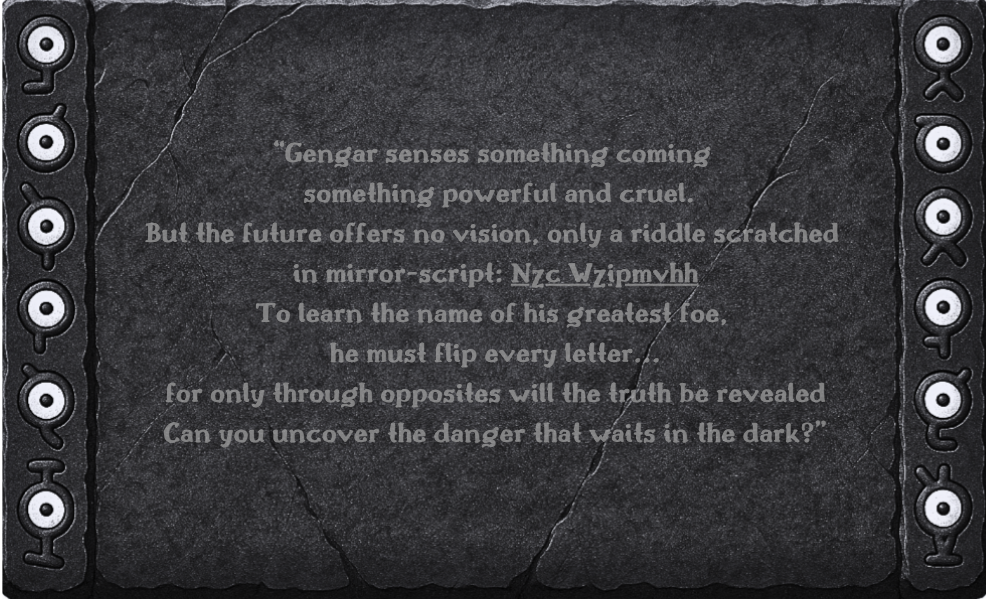 “Gengar senses something coming
something powerful and cruel.
But the future offers no vision, only a riddle scratched
in mirror-script: Nzc Wzipmvhh
To learn the name of his greatest foe,
he must flip every letter...
for only through opposites will the truth be revealed
Can you uncover the danger that waits in the dark?”